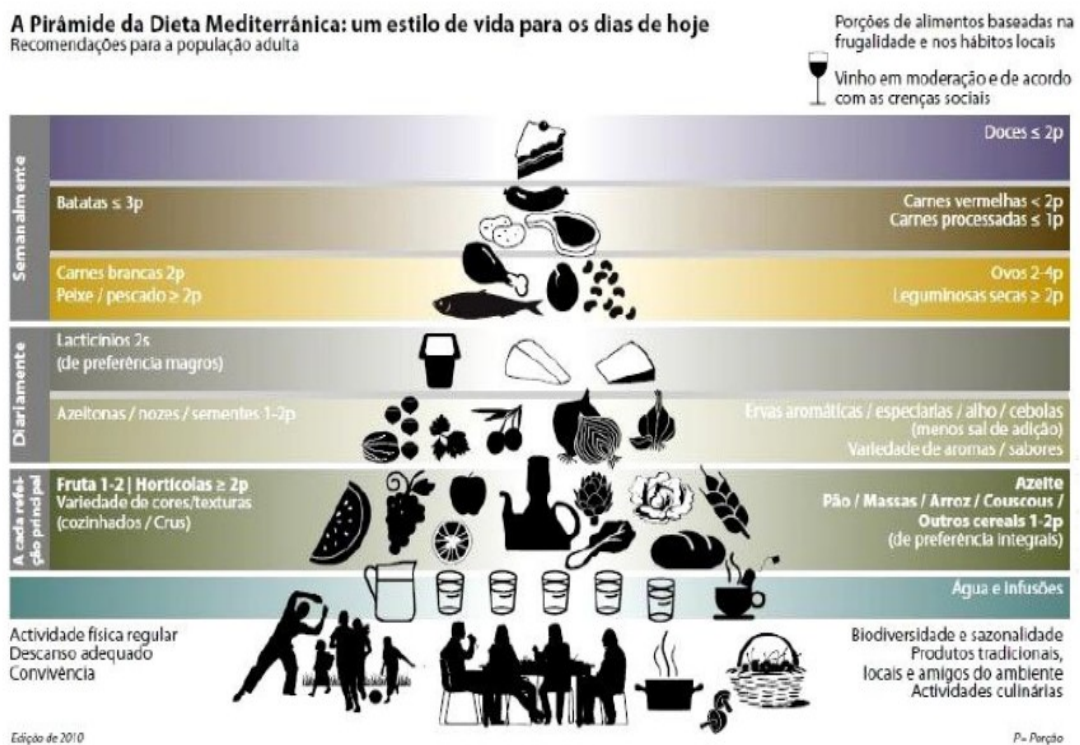 A Pirâmide da Dieta Mediterrânica: um estilo de vida para os dias de hoje
Recomendações para a população adulta
Porções de alimentos baseadas na
frugalidade e nos hábitos locais
Vinho em moderação e de acordo
com as crenças sociais
Semanalmente
Doces ≤ 2p
Batatas ≤ 3p
Carnes vermelhas < 2p
Carnes processadas ≤ 1p
Carnes brancas 2p
Peixe / pescado ≥ 2p
Ovos 2-4p
Leguminosas secas ≥ 2p
Diariamente
Lacticínios 2s
(de preferência magros)
Azeitonas / nozes / sementes 1-2p
Ervas aromáticas / especiarias / alho / cebolas
(menos sal de adição)
Variedade de aromas / sabores
A cada refei-
ção principal
Fruta 1-2 | Hortícolas ≥ 2p
Variedade de cores/texturas
(cozinhados / Crus)
Azeite
Pão / Massas / Arroz / Couscous /
Outros cereais 1-2p
(de preferência integrais)
Água e Infusões
Actividade física regular
Descanso adequado
Convivência
Biodiversidade e sazonalidade
Produtos tradicionais,
locais e amigos do ambiente
Actividades culinárias
Edição de 2010
P= Porção